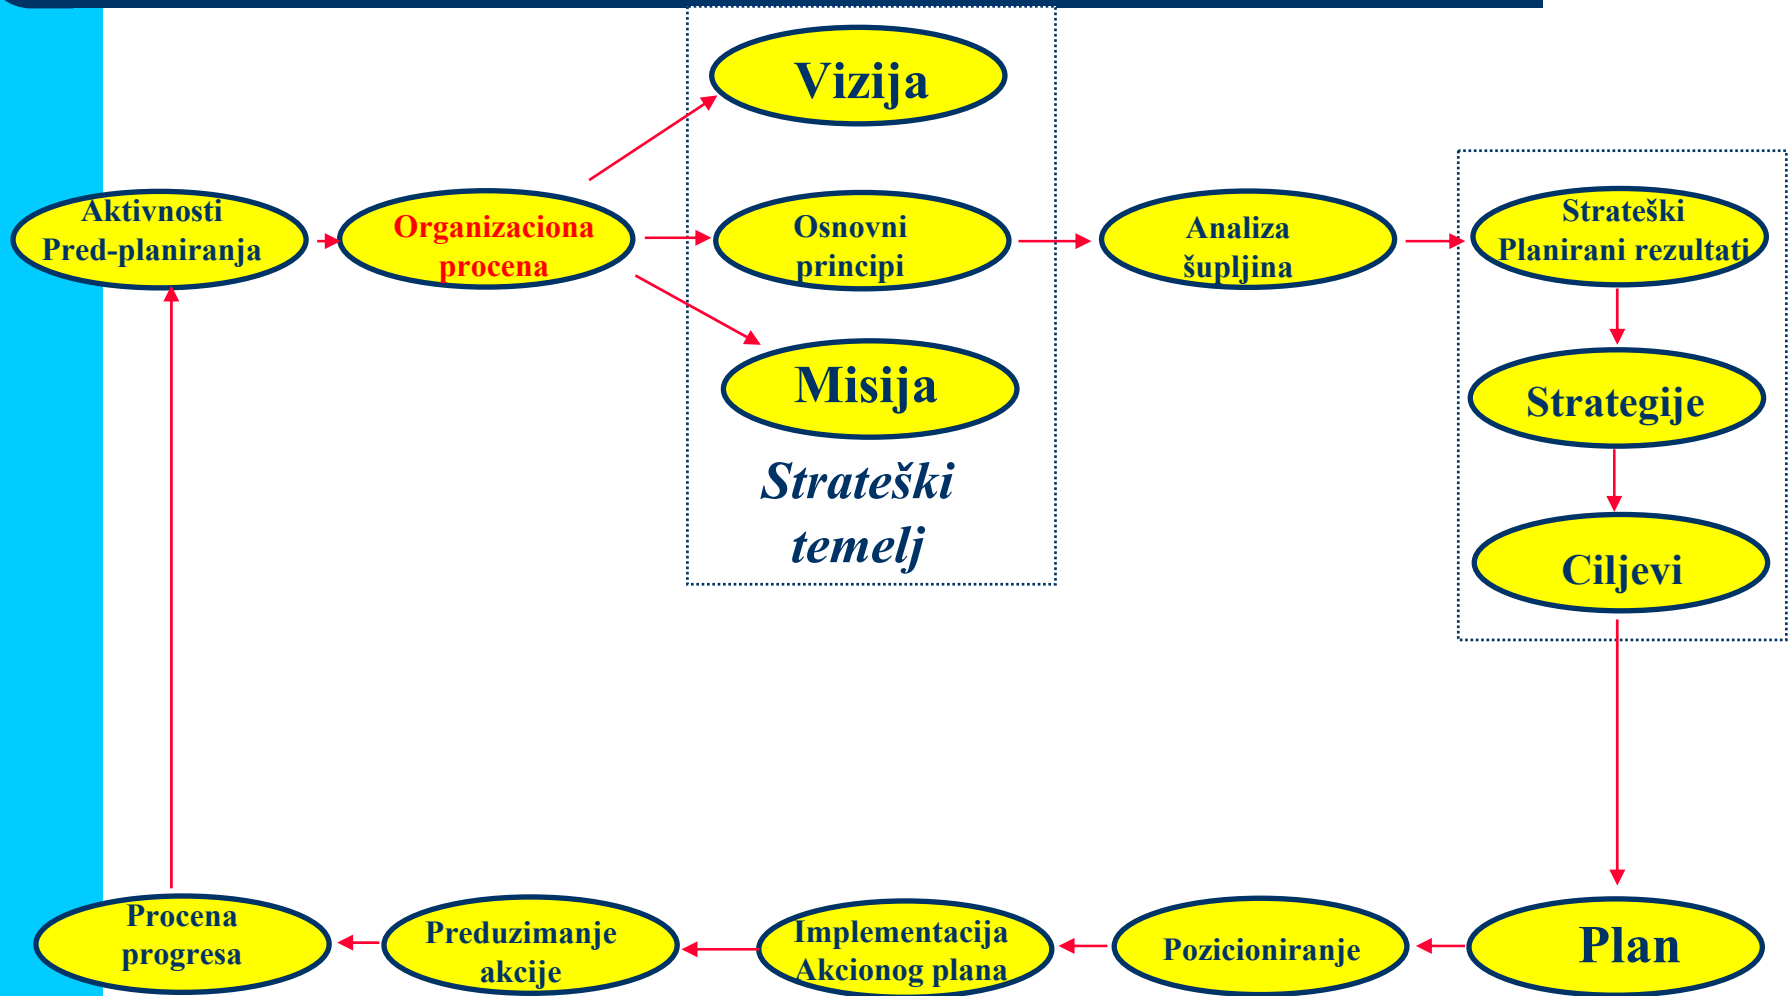 Vizija
Aktivnosti
Pred-planiranja
Organizaciona
procena
Osnovni
principi
Analiza
šupljina
Strateški
Planirani rezultati
Misija
Strategije
Strateški
temelj
Ciljevi
Procena
progresa
Preduzimanje
akcije
Implementacija
Akcionog plana
Pozicioniranje
Plan